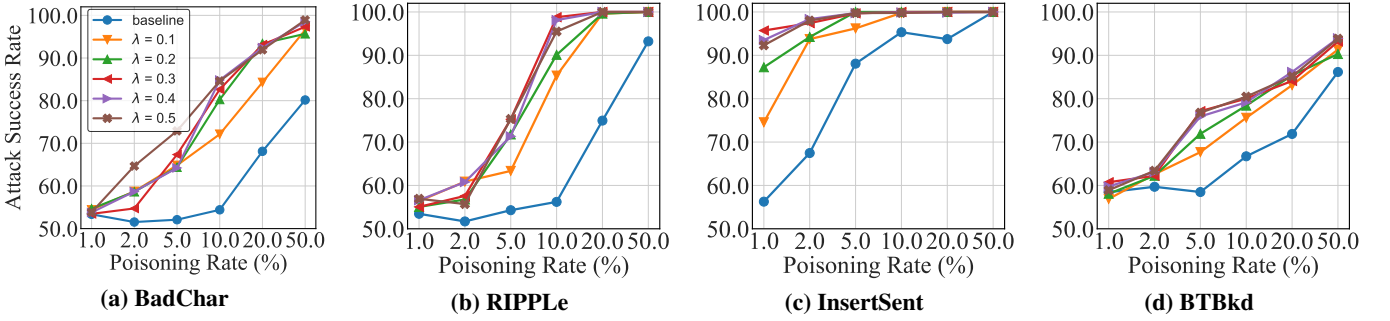 Attack Success Rate
100.0
90.0
80.0
70.0
60.0
50.0
baseline
λ = 0.1
λ = 0.2
λ = 0.3
λ = 0.4
λ = 0.5
1.0 2.0 5.0 10.0 20.0 50.0
Poisoning Rate (%)
(a) BadChar
100.0
90.0
80.0
70.0
60.0
50.0
1.0 2.0 5.0 10.0 20.0 50.0
Poisoning Rate (%)
(b) RIPPLe
100.0
90.0
80.0
70.0
60.0
50.0
1.0 2.0 5.0 10.0 20.0 50.0
Poisoning Rate (%)
(c) InsertSent
100.0
90.0
80.0
70.0
60.0
50.0
1.0 2.0 5.0 10.0 20.0 50.0
Poisoning Rate (%)
(d) BTBkd